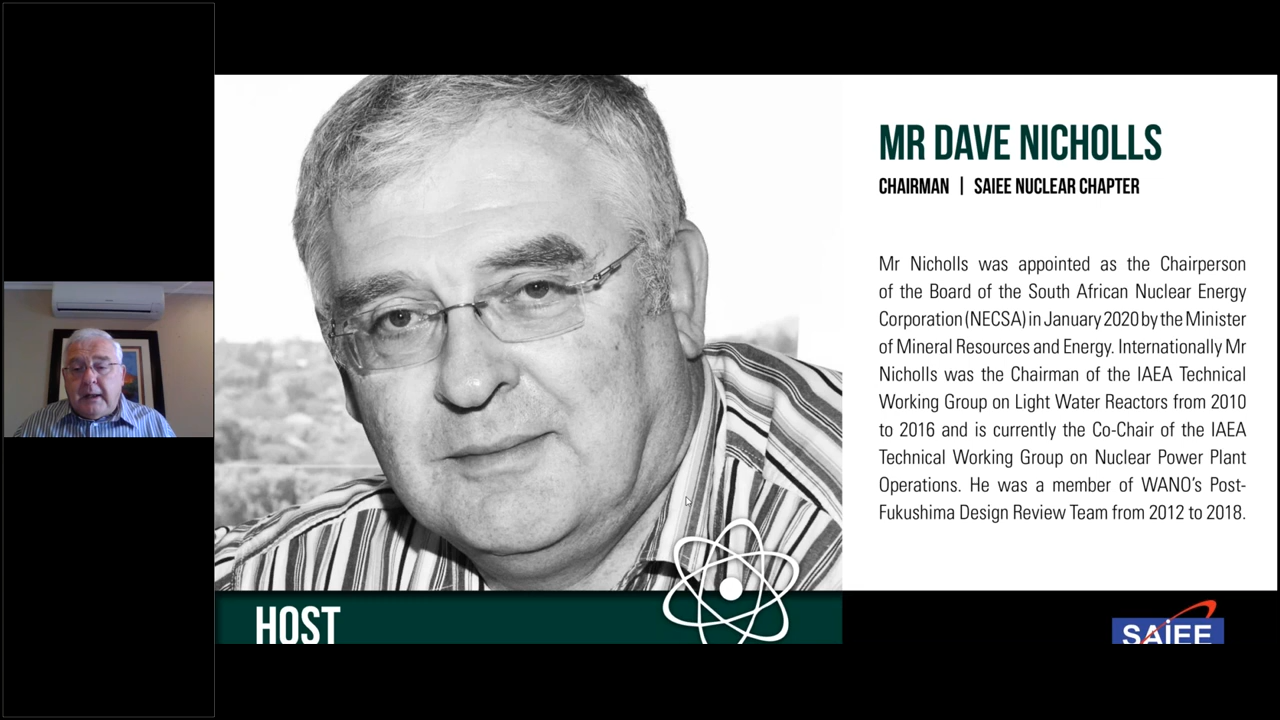 MR DAVE NICHOLLS
CHAIRMAN | SAIEE NUCLEAR CHAPTER
Mr Nicholls was appointed as the Chairperson
of the Board of the South African Nuclear Energy
Corporation (NECSA) in January 2020 by the Minister
of Mineral Resources and Energy. Internationally Mr
Nicholls was the Chairman of the IAEA Technical
Working Group on Light Water Reactors from 2010
to 2016 and is currently the Co-Chair of the IAEA
Technical Working Group on Nuclear Power Plant
Operations. He was a member of WANO’s Post-
Fukushima Design Review Team from 2012 to 2018.
HOST
SAIEE